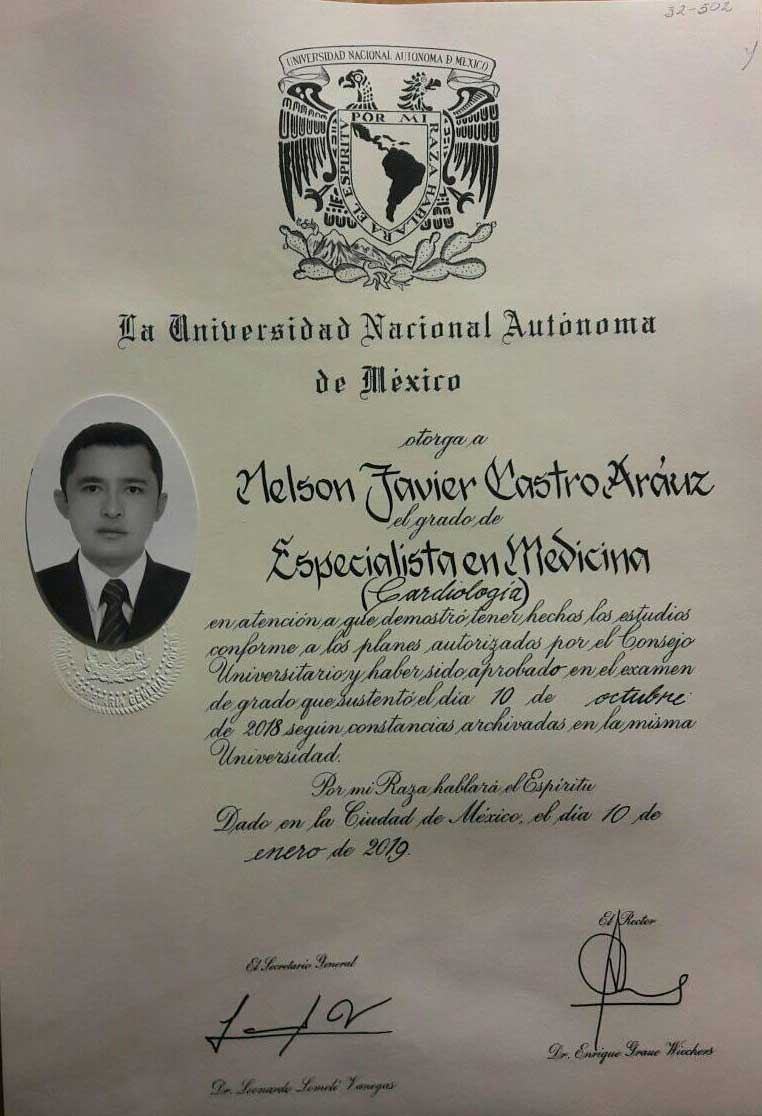 32-502
UNIVERSIDAD NACIONAL AUTONOMA D MEXICO
POR MI RAZA HABLARA EL ESPIRITU
La Universidad Nacional Autónoma
de México
otorga a
Nelson Javier Castro Aráuz
el grado de
Especialista en Medicina
(Cardiología)
en atención a que demostró tener hechos los estudios
conforme a los planes autorizados por el Consejo
Universitario y haber sido aprobado en el examen
de grado que sustentó el día 10 de octubre
de 2018 según constancias archivadas en la misma
Universidad.
Por mi Raza hablará el Espíritu
Dado en la Ciudad de México, el día 10 de
enero de 2019.
El Rector
El Secretario General
Dr. Enrique Graue Wiechers
Dr. Leonardo Lomelí Vanegas